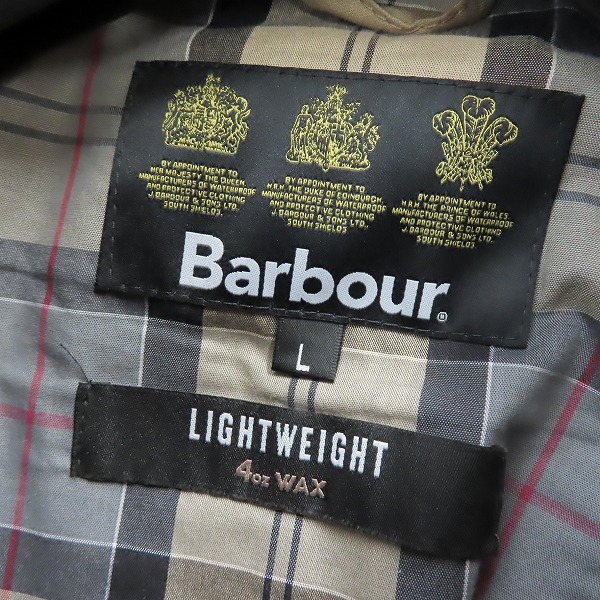 BY APPOINTMENT TO
HER MAJESTY THE QUEEN
MANUFACTURERS OF WATERPROOF
AND PROTECTIVE CLOTHING
J. BARBOUR & SONS LTD.
SOUTH SHIELDS
BY APPOINTMENT TO
H.R.H. THE DUKE OF EDINBURGH
MANUFACTURERS OF WATERPROOF
AND PROTECTIVE CLOTHING
J. BARBOUR & SONS LTD.
SOUTH SHIELDS.
BY APPOINTMENT TO
H.R.H. THE PRINCE OF WALES
MANUFACTURERS OF WATERPROOF
AND PROTECTIVE CLOTHING
J. BARBOUR & SONS LTD.
SOUTH SHIELDS
Barbour®
L
LIGHTWEIGHT
4oz WAX